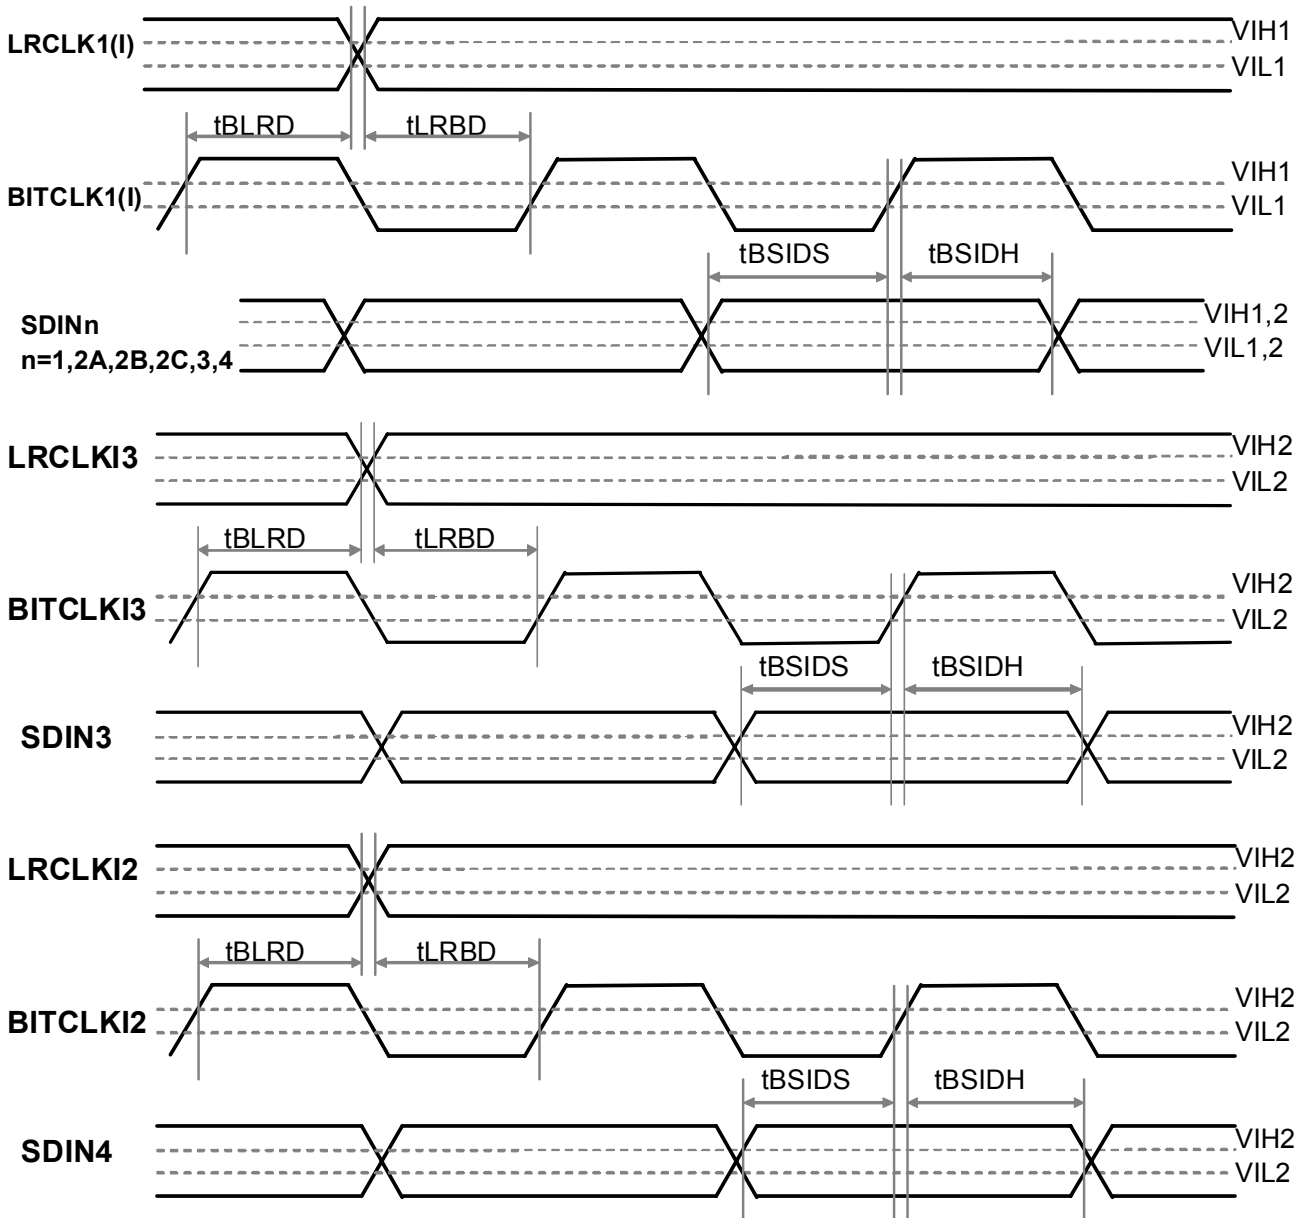 LRCLK1(I)
VIH1
VIL1
tBLRD
tLRBD
BITCLK1(I)
VIH1
VIL1
tBSIDS
tBSIDH
SDINn
n=1,2A,2B,2C,3,4
VIH1,2
VIL1,2
LRCLKI3
VIH2
VIL2
tBLRD
tLRBD
BITCLKI3
VIH2
VIL2
tBSIDS
tBSIDH
SDIN3
VIH2
VIL2
LRCLKI2
VIH2
VIL2
tBLRD
tLRBD
BITCLKI2
VIH2
VIL2
tBSIDS
tBSIDH
SDIN4
VIH2
VIL2